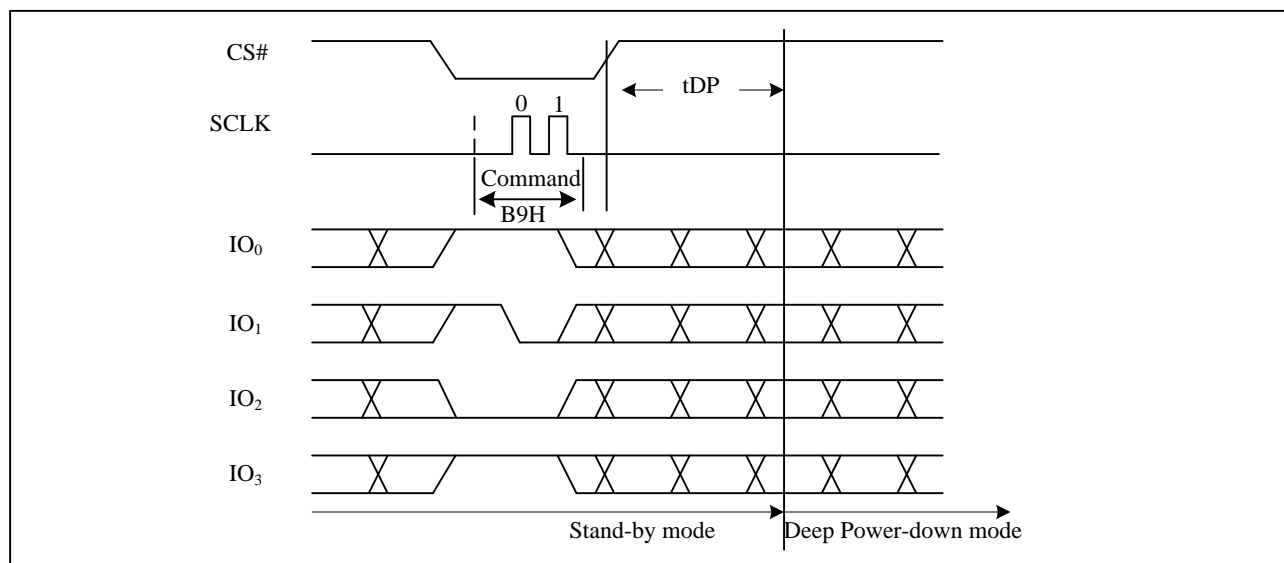 CS#
tDP
SCLK
0 1
Command
B9H
IO₀
IO₁
IO₂
IO₃
Stand-by mode
Deep Power-down mode